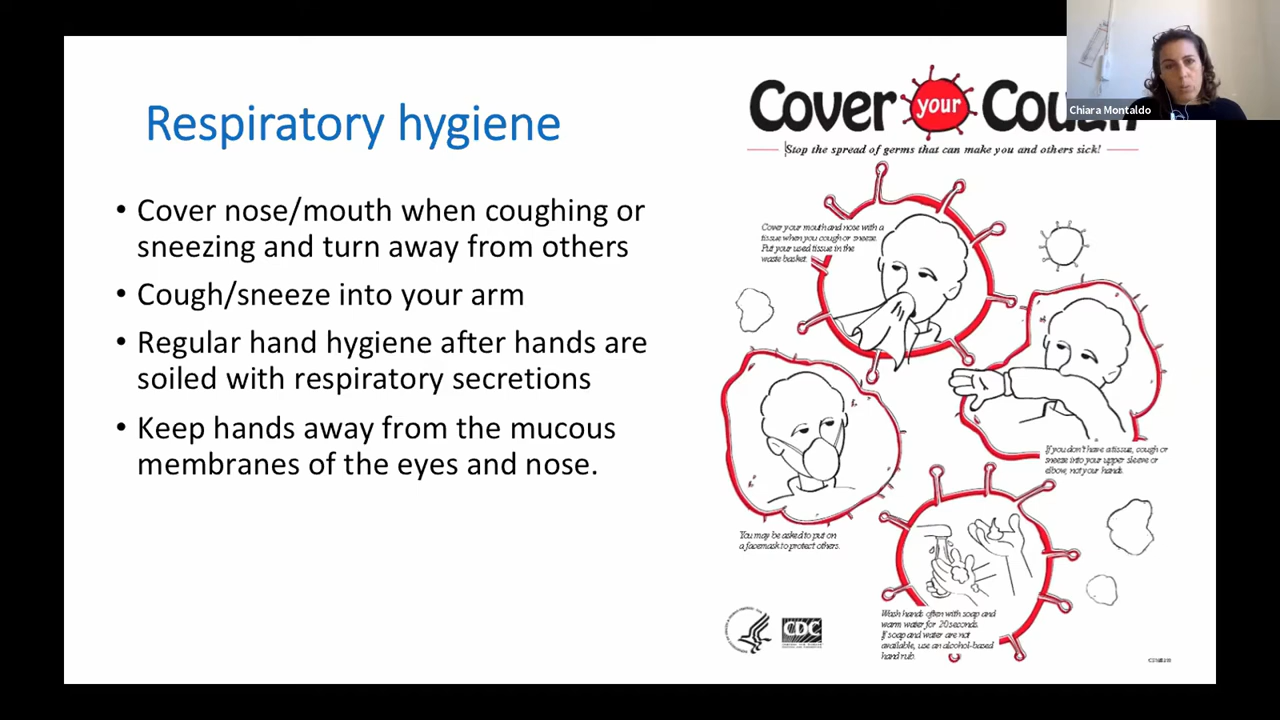 Respiratory hygiene
• Cover nose/mouth when coughing or
sneezing and turn away from others
• Cough/sneeze into your arm
• Regular hand hygiene after hands are
soiled with respiratory secretions
• Keep hands away from the mucous
membranes of the eyes and nose.
Chiara Montaldo
Cover your
Stop the spread of germs that can make you and others sick!
Cover your mouth and nose with a
tissue when you cough or sneeze.
Put your used tissue in the
waste basket.
If you don't have a tissue, cough or
sneeze into your upper sleeve or
elbow, not your hands.
You may be asked to put on
a facemask to protect others.
Wash hands often with soap and
warm water for 20 seconds.
If soap and water are not
available, use an alcohol-based
hand rub.
CDC